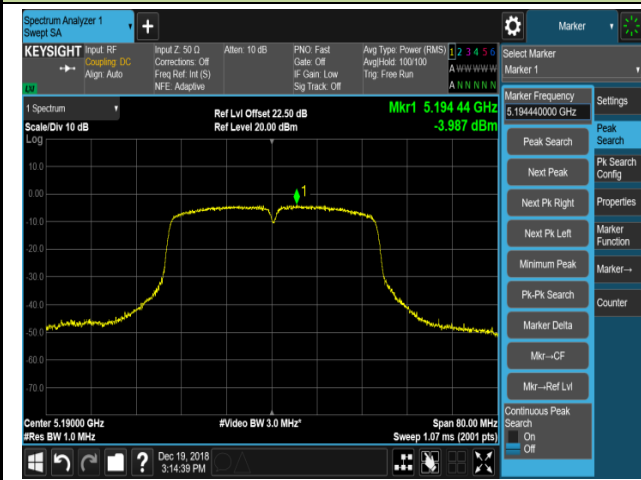 Spectrum Analyzer 1
Swept SA
+
Marker
KEYSIGHT
Input: RF
Coupling: DC
Align: Auto
Input Z: 50 Ω
Corrections: Off
Freq Ref: Int (S)
NFE: Adaptive
Atten: 10 dB
PNO: Fast
Gate: Off
IF Gain: Low
Sig Track: Off
Avg Type: Power (RMS)
Avg|Hold: 100/100
Trig: Free Run
1 2 3 4 5 6
A W W W W W
A N N N N N
LV
Select Marker
Marker 1
1 Spectrum
Scale/Div 10 dB
Log
Ref Lvl Offset 22.50 dB
Ref Level 20.00 dBm
Mkr1 5.194 44 GHz
-3.987 dBm
10.0
0.00
-10.0
-20.0
-30.0
-40.0
-50.0
-60.0
-70.0
1
Center 5.19000 GHz
#Res BW 1.0 MHz
#Video BW 3.0 MHz*
Span 80.00 MHz
Sweep 1.07 ms (2001 pts)
Marker Frequency
5.194440000 GHz
Peak Search
Next Peak
Next Pk Right
Next Pk Left
Minimum Peak
Pk-Pk Search
Marker Delta
Mkr→CF
Mkr→Ref Lvl
Continuous Peak
Search
On
Off
Settings
Peak
Search
Pk Search
Config
Properties
Marker
Function
Marker→
Counter
?
Dec 19, 2018
3:14:39 PM